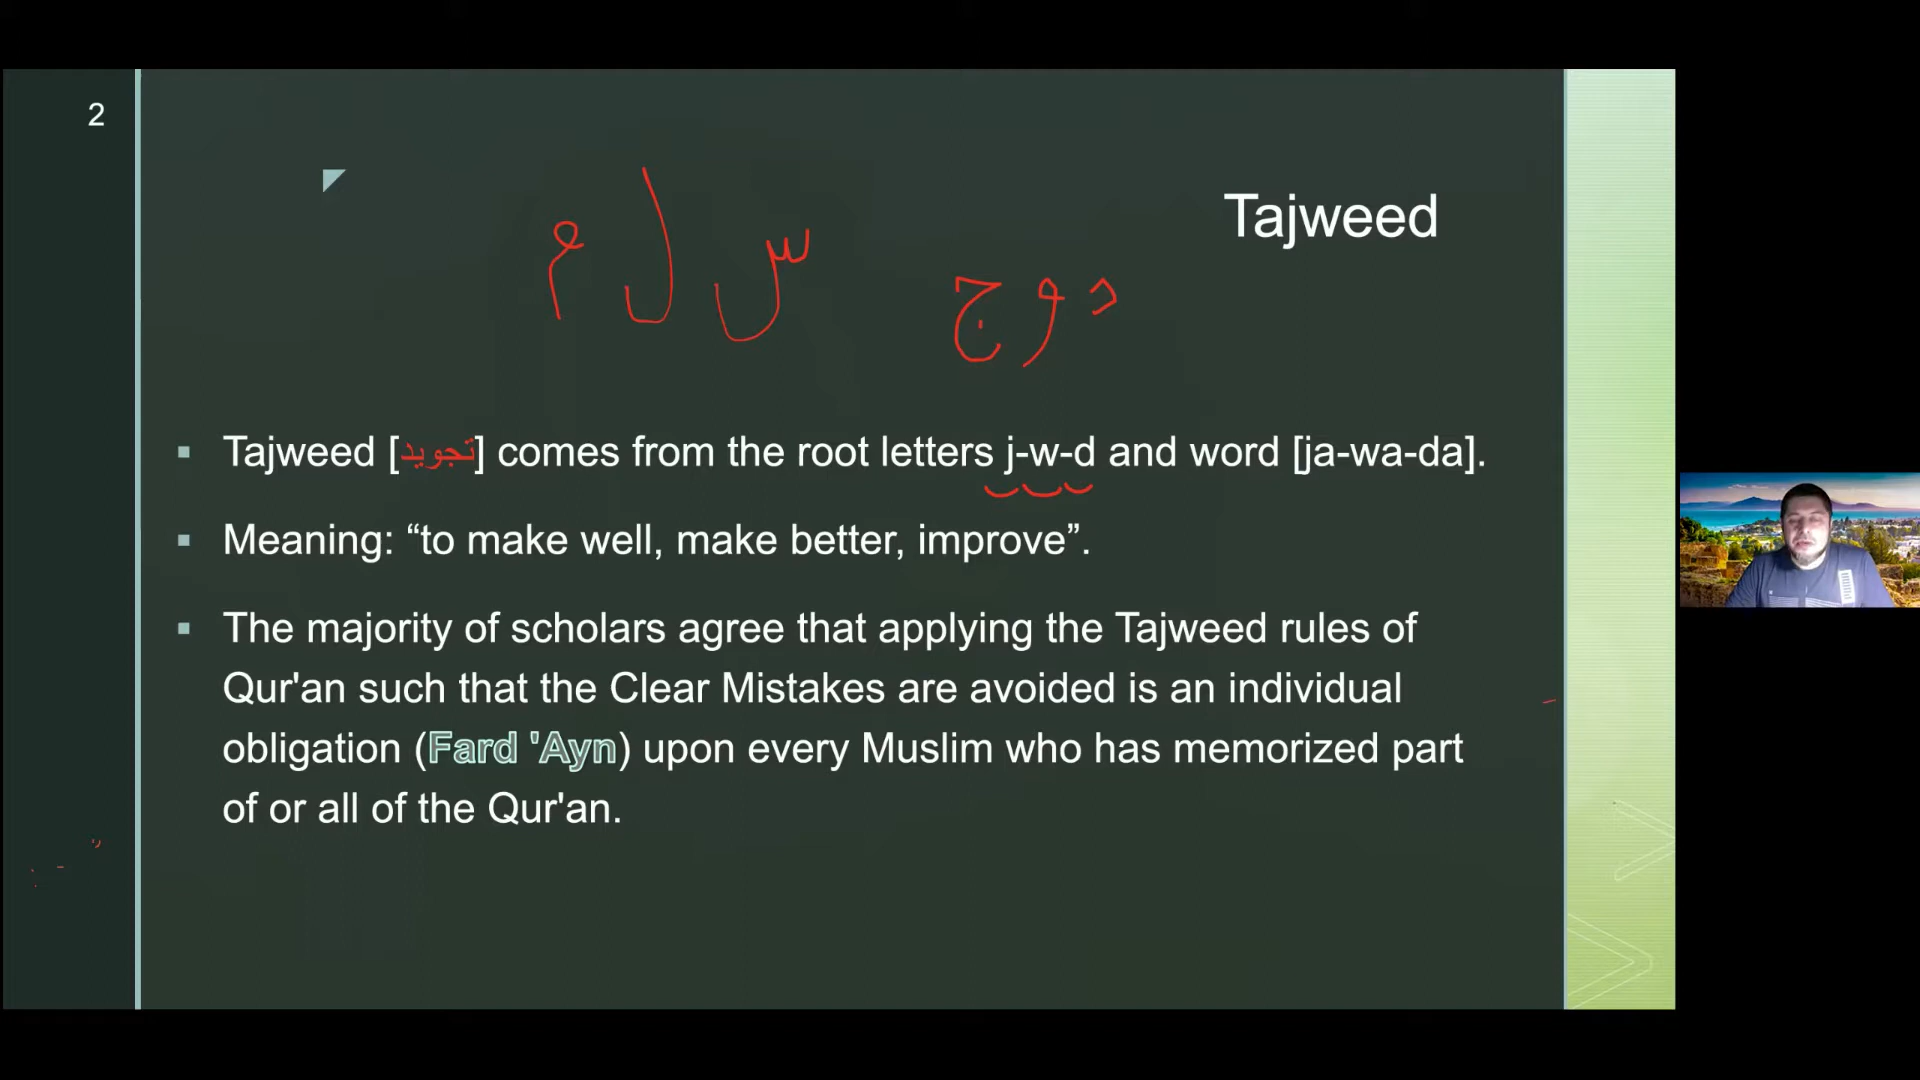 2
Tajweed
س ل م
د و ج
Tajweed [تجويد] comes from the root letters j-w-d and word [ja-wa-da].
Meaning: “to make well, make better, improve”.
The majority of scholars agree that applying the Tajweed rules of
Qur'an such that the Clear Mistakes are avoided is an individual
obligation (Fard 'Ayn) upon every Muslim who has memorized part
of or all of the Qur'an.